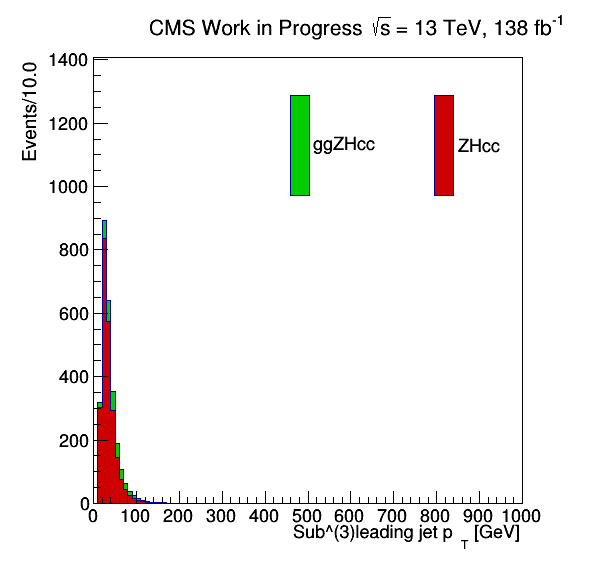 CMS Work in Progress √s = 13 TeV, 138 fb⁻¹
Events/10.0
1400
1200
1000
800
600
400
200
0
ggZHcc
ZHcc
0 100 200 300 400 500 600 700 800 900 1000
Sub^(3)leading jet p_T [GeV]